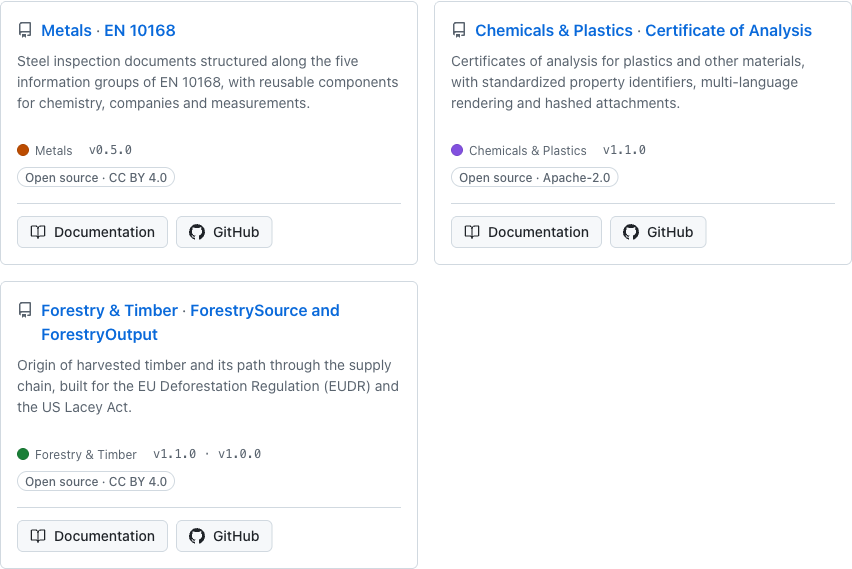 Metals · EN 10168
Steel inspection documents structured along the five
information groups of EN 10168, with reusable components
for chemistry, companies and measurements.
Metals v0.5.0
Open source · CC BY 4.0
Documentation GitHub
Chemicals & Plastics · Certificate of Analysis
Certificates of analysis for plastics and other materials,
with standardized property identifiers, multi-language
rendering and hashed attachments.
Chemicals & Plastics v1.1.0
Open source · Apache-2.0
Documentation GitHub
Forestry & Timber · ForestrySource and
ForestryOutput
Origin of harvested timber and its path through the supply
chain, built for the EU Deforestation Regulation (EUDR) and
the US Lacey Act.
Forestry & Timber v1.1.0 · v1.0.0
Open source · CC BY 4.0
Documentation GitHub